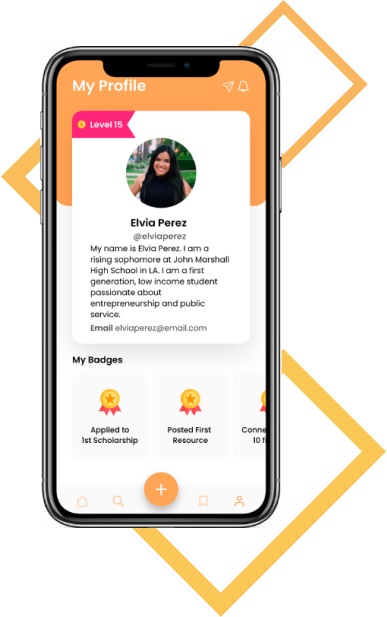 My Profile
Level 15
Elvia Perez
@elviaperez
My name is Elvia Perez. I am a
rising sophomore at John Marshall
High School in LA. I am a first
generation, low income student
passionate about
entrepreneurship and public
service.
Email elviaperez@email.com
My Badges
Applied to
1st Scholarship
Posted First
Resource
Conne
10 f